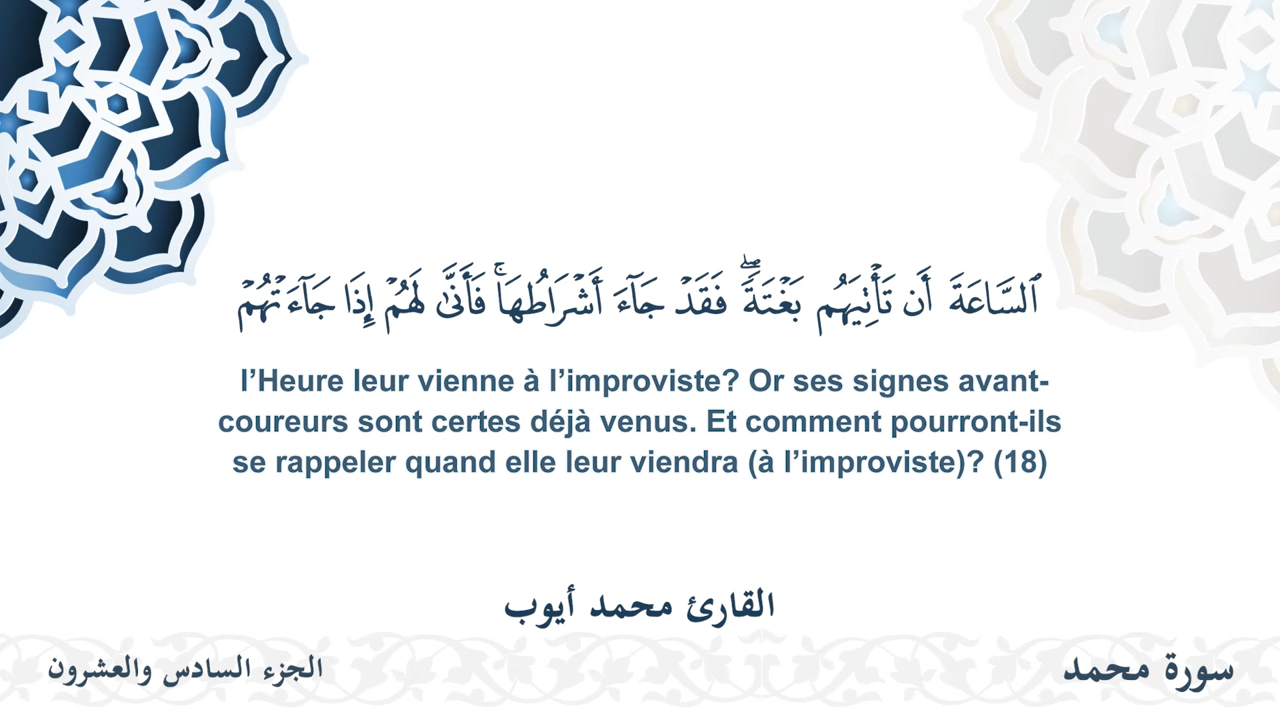 ٱلسَّاعَةَ أَن تَأْتِيَهُم بَغْتَةً ۖ فَقَدْ جَآءَ أَشْرَاطُهَا ۚ فَأَنَّىٰ لَهُمْ إِذَا جَآءَتْهُمْ
l’Heure leur vienne à l’improviste? Or ses signes avant-
coureurs sont certes déjà venus. Et comment pourront-ils
se rappeler quand elle leur viendra (à l’improviste)? (18)
القارئ محمد أيوب
سورة محمد
الجزء السادس والعشرون